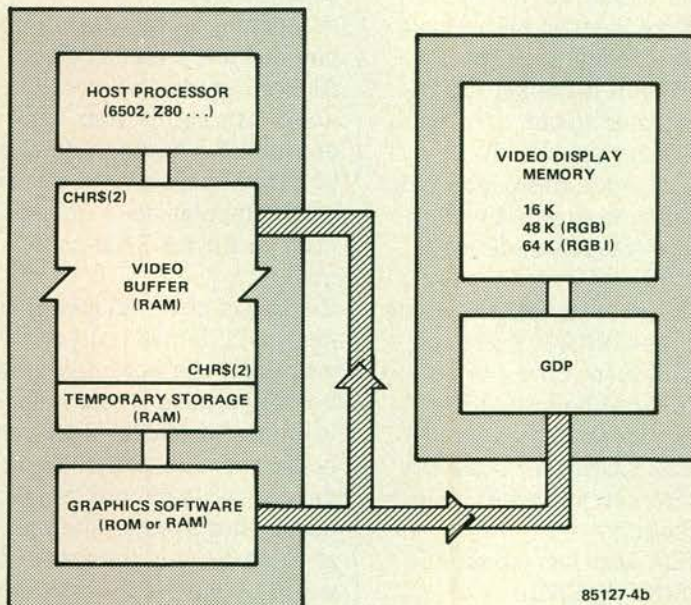 HOST PROCESSOR
(6502, Z80 . . .)
CHR$(2)
VIDEO
BUFFER
(RAM)
CHR$(2)
TEMPORARY STORAGE
(RAM)
GRAPHICS SOFTWARE
(ROM or RAM)
VIDEO DISPLAY
MEMORY
16 K
48 K (RGB)
64 K (RGB I)
GDP
85127-4b